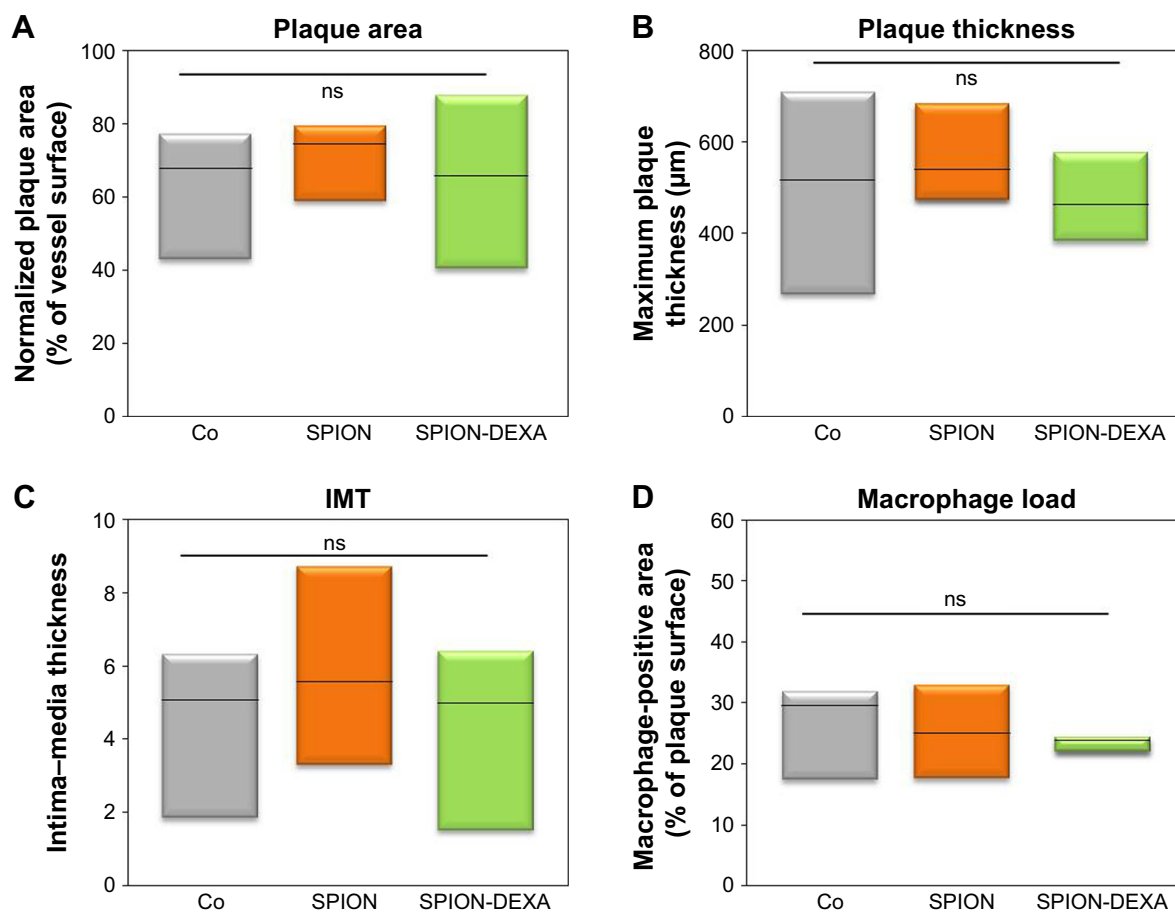 A
Plaque area
Normalized plaque area
(% of vessel surface)
100
80
60
40
20
0
ns
Co
SPION
SPION-DEXA
B
Plaque thickness
Maximum plaque
thickness (µm)
800
600
400
200
0
ns
Co
SPION
SPION-DEXA
C
IMT
Intima–media thickness
10
8
6
4
2
0
ns
Co
SPION
SPION-DEXA
D
Macrophage load
Macrophage-positive area
(% of plaque surface)
60
50
40
30
20
10
0
ns
Co
SPION
SPION-DEXA